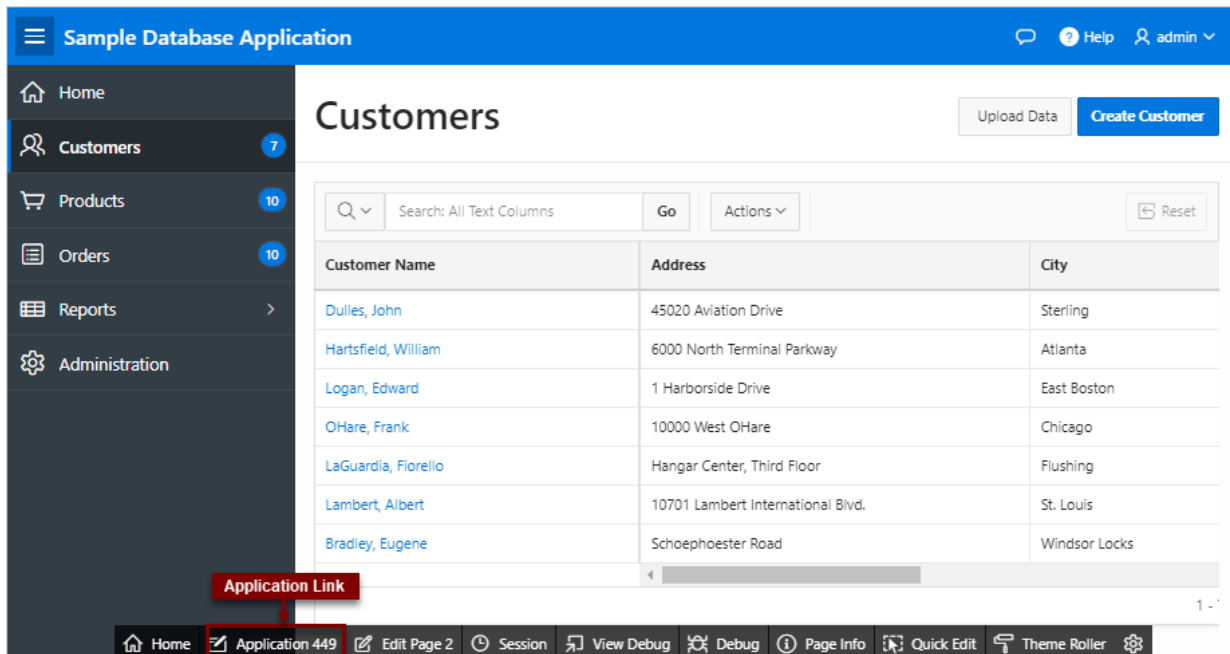 Sample Database Application
Help admin
Home
Customers 7
Products 10
Orders 10
Reports
Administration
Customers
Upload Data Create Customer
Search: All Text Columns Go Actions Reset
Customer Name Address City
Dulles, John 45020 Aviation Drive Sterling
Hartsfield, William 6000 North Terminal Parkway Atlanta
Logan, Edward 1 Harborside Drive East Boston
OHare, Frank 10000 West OHare Chicago
LaGuardia, Fiorello Hangar Center, Third Floor Flushing
Lambert, Albert 10701 Lambert International Blvd. St. Louis
Bradley, Eugene Schoephoester Road Windsor Locks
1 -
Application Link
Home Application 449 Edit Page 2 Session View Debug Debug Page Info Quick Edit Theme Roller